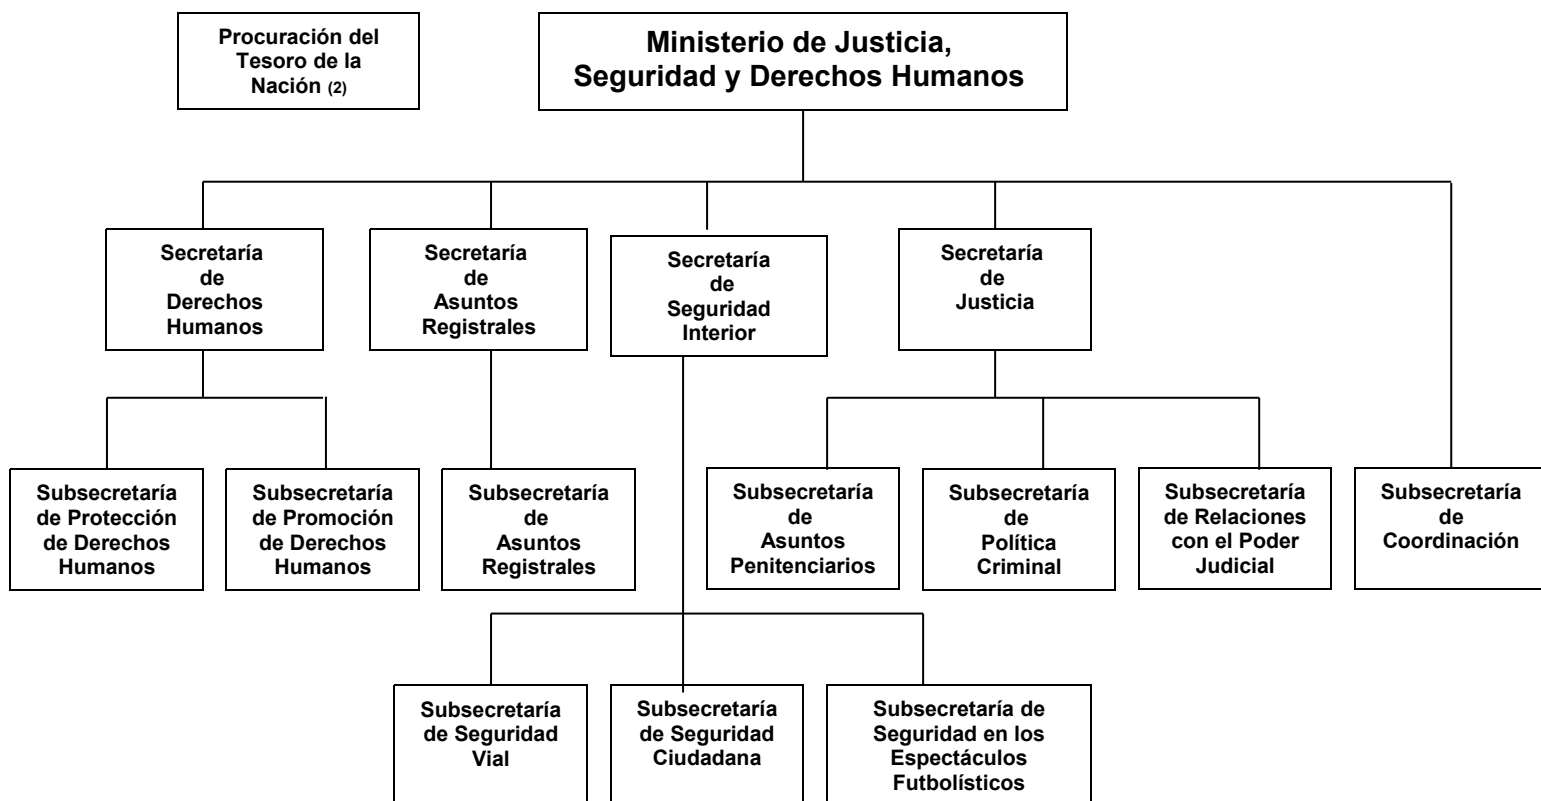 Procuración del
Tesoro de la
Nación (2)
Ministerio de Justicia,
Seguridad y Derechos Humanos
Secretaría
de
Derechos
Humanos
Secretaría
de
Asuntos
Registrales
Secretaría
de
Seguridad
Interior
Secretaría
de
Justicia
Subsecretaría
de Protección
de Derechos
Humanos
Subsecretaría
de Promoción
de Derechos
Humanos
Subsecretaría
de
Asuntos
Registrales
Subsecretaría
de
Asuntos
Penitenciarios
Subsecretaría
de
Política
Criminal
Subsecretaría
de Relaciones
con el Poder
Judicial
Subsecretaría
de
Coordinación
Subsecretaría
de Seguridad
Vial
Subsecretaría
de Seguridad
Ciudadana
Subsecretaría de
Seguridad en los
Espectáculos
Futbolísticos